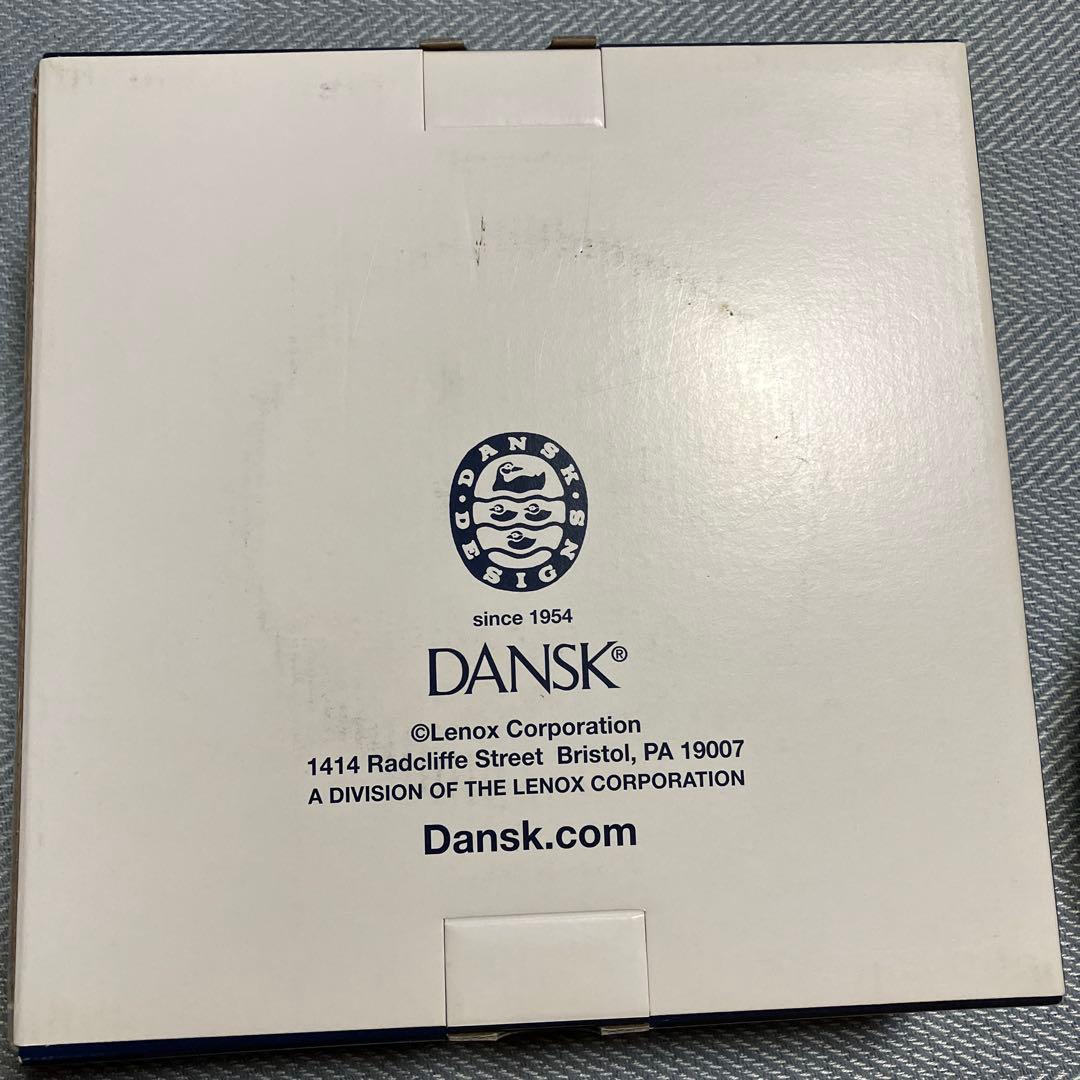 DANSK · DESIGNS ·
since 1954
DANSK®
©Lenox Corporation
1414 Radcliffe Street Bristol, PA 19007
A DIVISION OF THE LENOX CORPORATION
Dansk.com